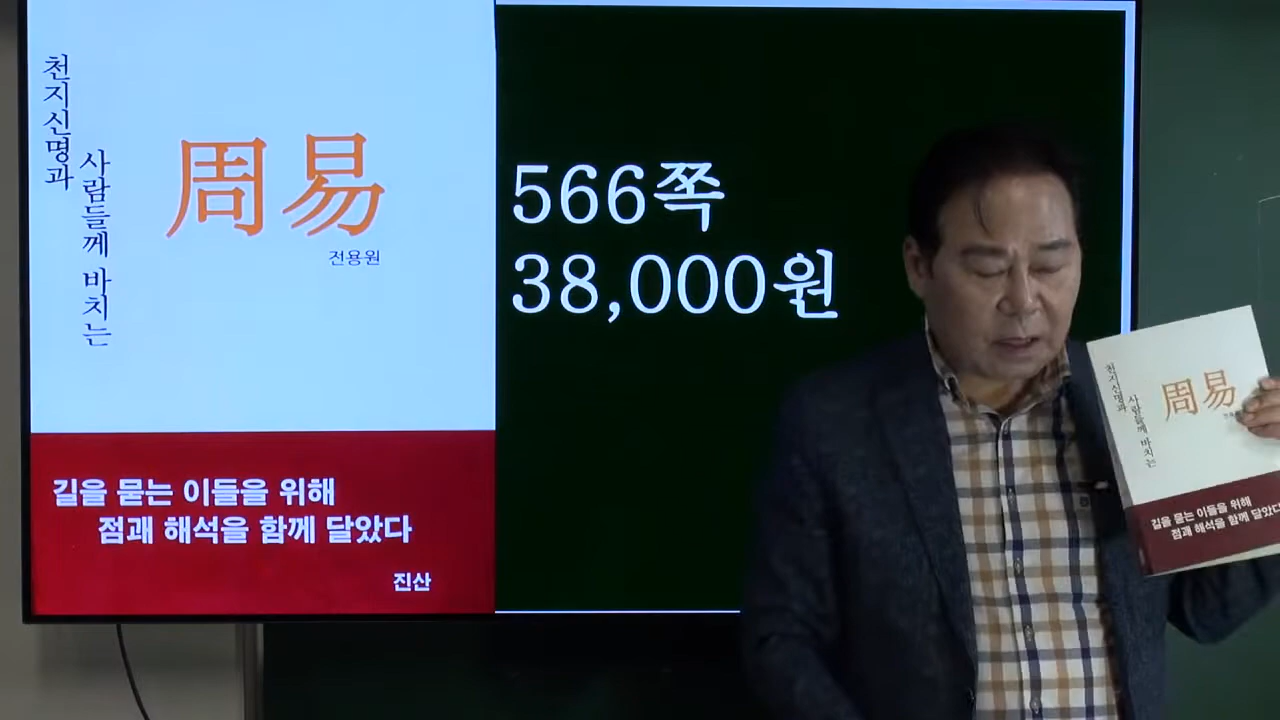 천지신명과
사람들께 바치는
周易
전용원
길을 묻는 이들을 위해
점괘 해석을 함께 달았다
진산
566쪽
38,000원
천지신명과
사람들께 바치는
周易
길을 묻는 이들을 위해
점괘 해석을 함께 달았다